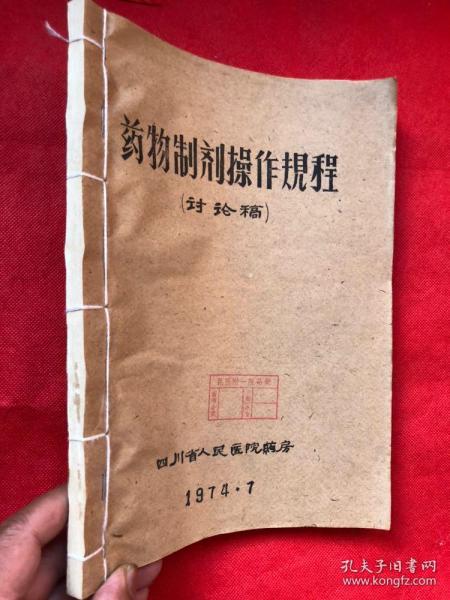 药物制剂操作規程
(讨论稿)
四川省人民医院葯房
1974·7
孔夫子旧书网
www.kongfz.com